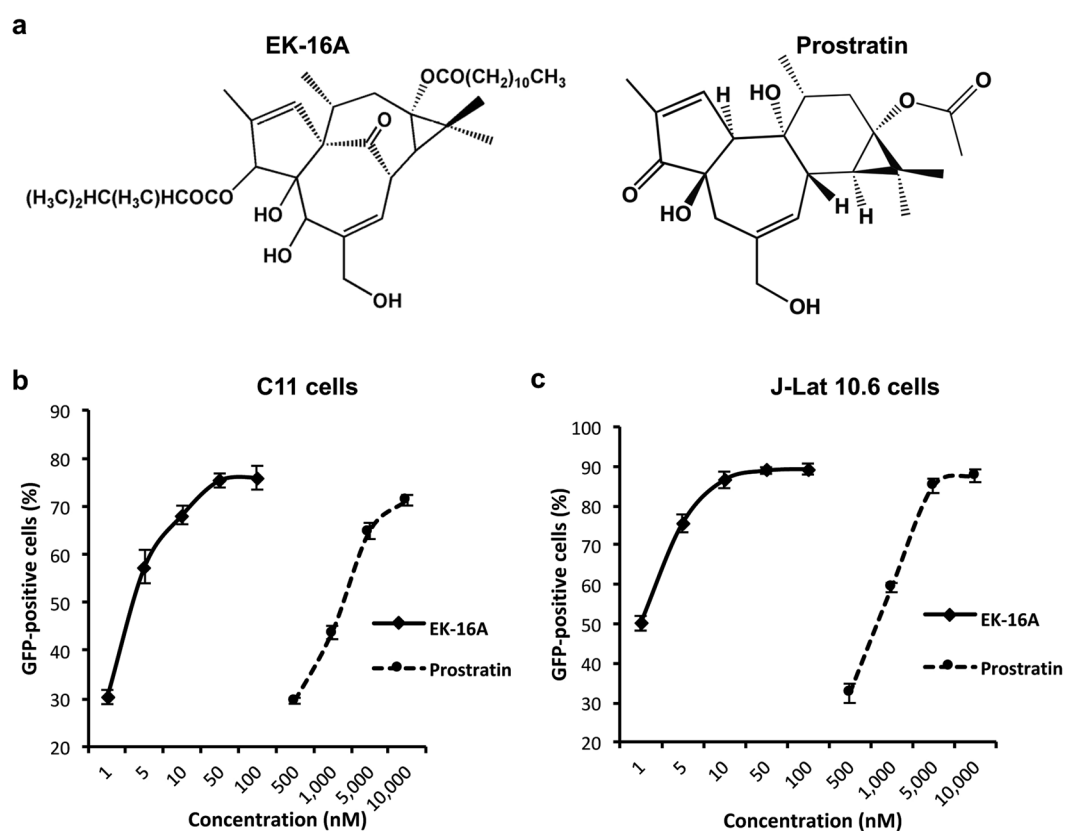 a
EK-16A
Prostratin
OCO(CH2)10CH3
O
(H3C)2HC(H3C)HCOCO
HO
HO
OH
H
HO
O
O
O
HO
H
H
OH
b
C11 cells
GFP-positive cells (%)
90
80
70
60
50
40
30
20
EK-16A
Prostratin
1
5
10
50
100
500
1,000
5,000
10,000
Concentration (nM)
c
J-Lat 10.6 cells
GFP-positive cells (%)
100
90
80
70
60
50
40
30
20
EK-16A
Prostratin
1
5
10
50
100
500
1,000
5,000
10,000
Concentration (nM)